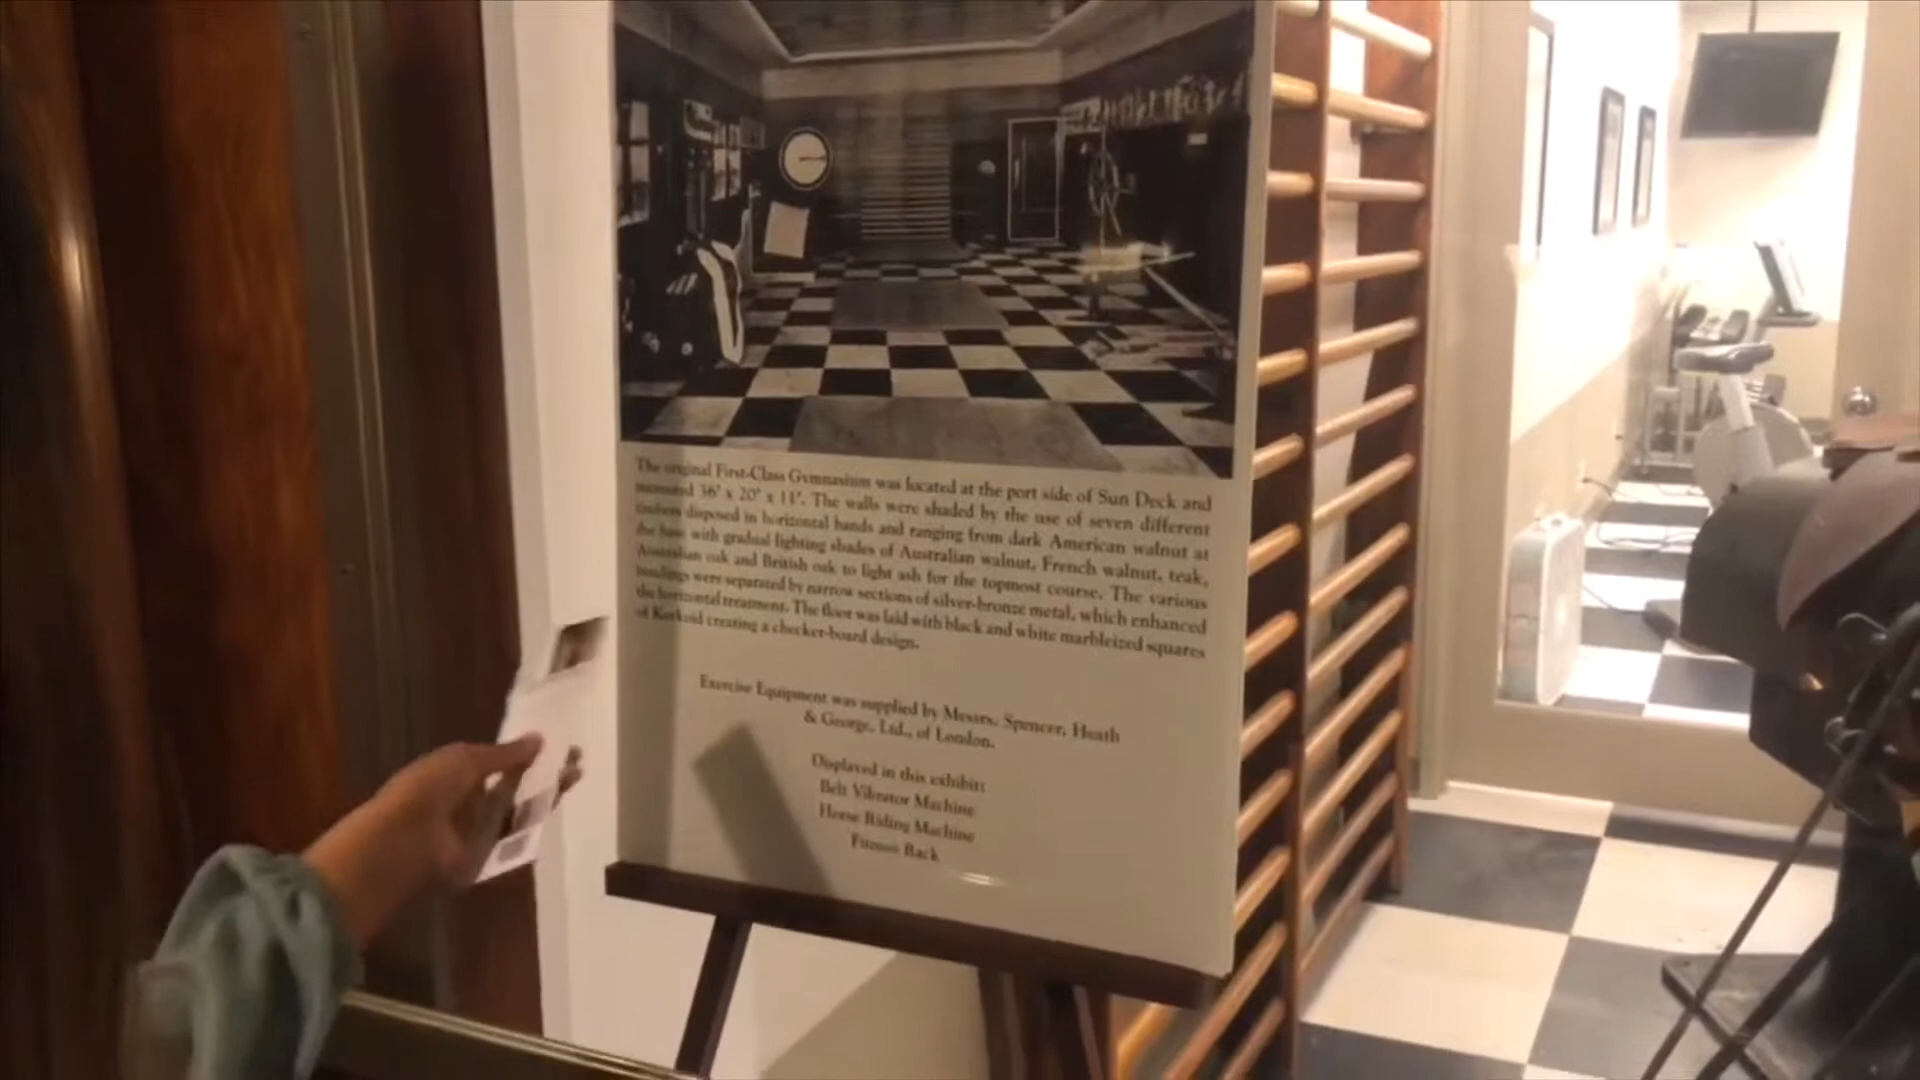 The original First-Class Gymnasium was located at the port side of Sun Deck and
measured 36' x 20' x 11'. The walls were shaded by the use of seven different
timbers disposed in horizontal bands and ranging from dark American walnut at
the base with gradual lighting shades of Australian walnut, French walnut, teak,
Australian oak and British oak to light ash for the topmost course. The various
bandings were separated by narrow sections of silver-bronze metal, which enhanced
the horizontal treatment. The floor was laid with black and white marbleized squares
of Korkoid creating a checker-board design.
Exercise Equipment was supplied by Messrs. Spencer, Heath
& George, Ltd., of London.
Displayed in this exhibit:
Belt Vibrator Machine
Horse Riding Machine
Rack